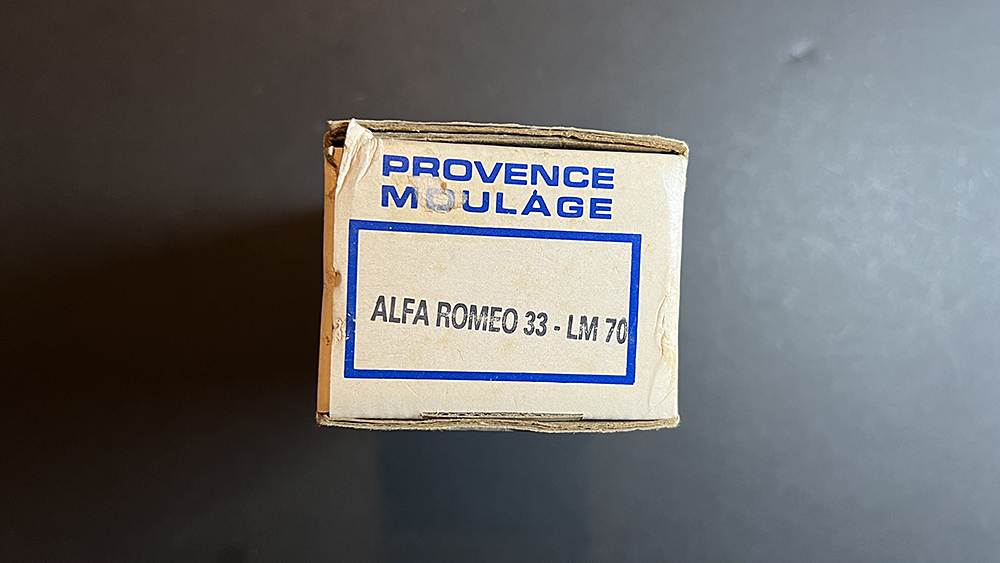 PROVENCE
MOULAGE
ALFA ROMEO 33 - LM 70